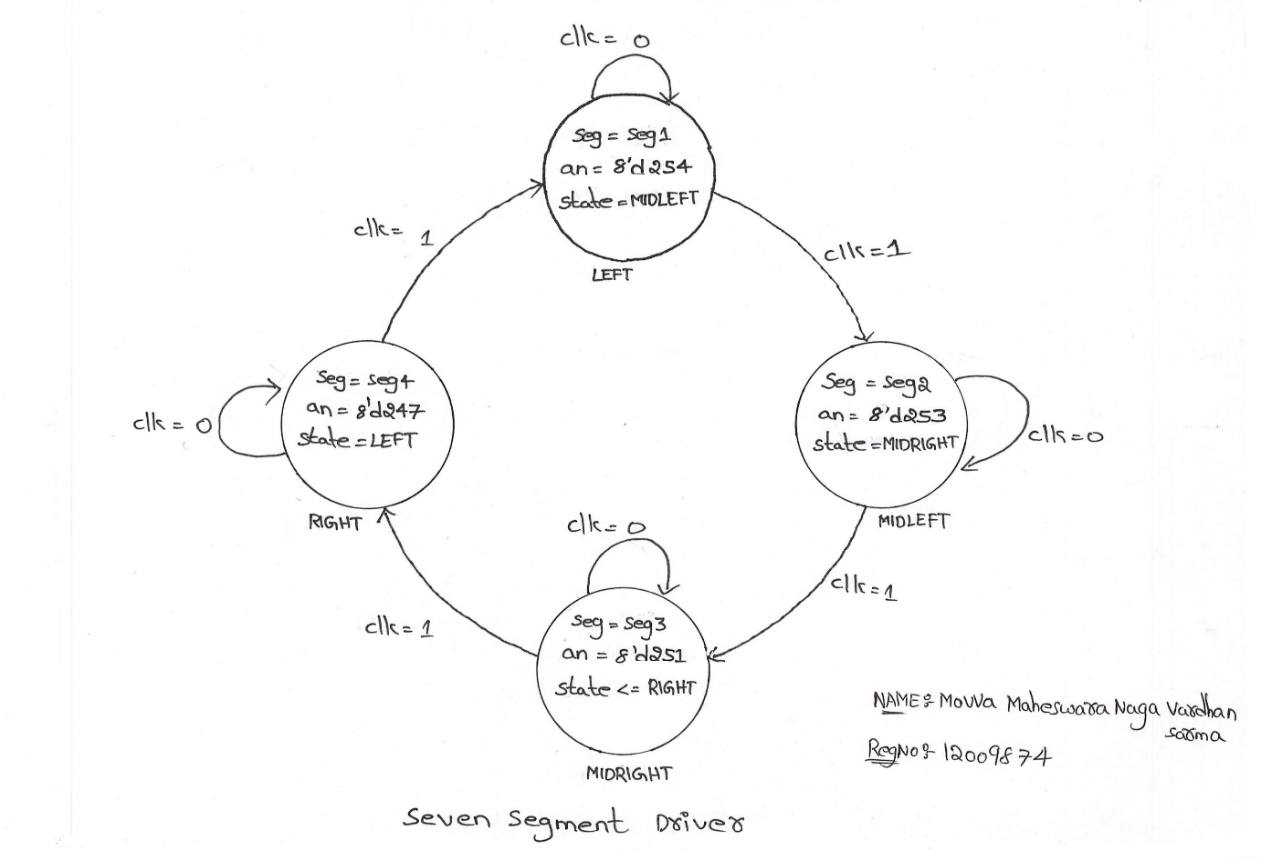 clk = 0
Seg = Seg1
an = 8'd254
state = MIDLEFT
LEFT
clk = 1
clk=1
Seg = seg4
an = 8'd247
state = LEFT
RIGHT
clk = 0
Seg = seg2
an = 8'd253
state =MIDRIGHT
MIDLEFT
clk=0
clk = 0
Seg = Seg3
an = 8'd251
state <= RIGHT
MIDRIGHT
clk = 1
clk = 1
NAME: Movva Maheswara Naga Vardhan
sarma
RegNo: 12009874
Seven Segment Driver